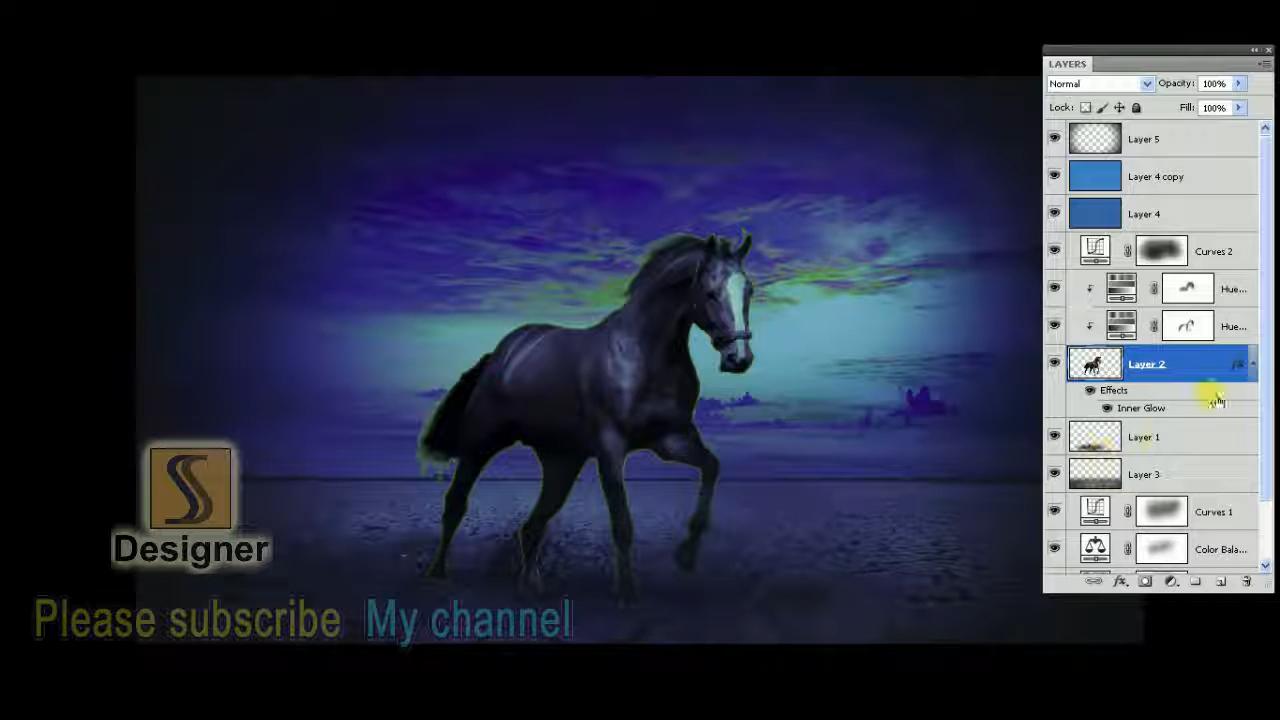 LAYERS
Normal Opacity: 100%
Lock: Fill: 100%
Layer 5
Layer 4 copy
Layer 4
Curves 2
Hue...
Hue...
Layer 2
Effects
Inner Glow
Layer 1
Layer 3
Curves 1
Color Bala...
S
Designer
Please subscribe My channel